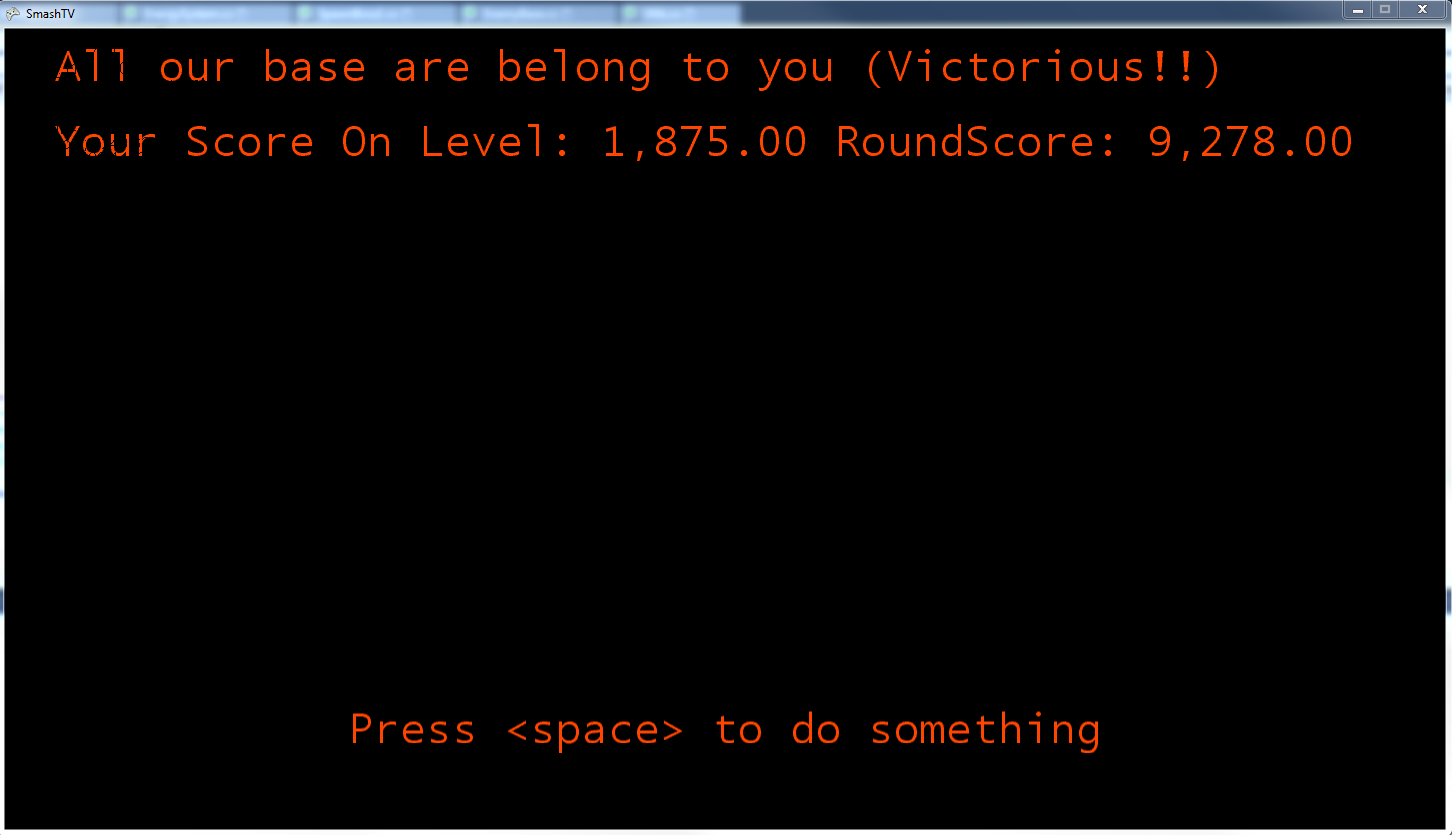 SmashTV
All our base are belong to you (Victorious!!)
Your Score On Level: 1,875.00 RoundScore: 9,278.00
Press <space> to do something